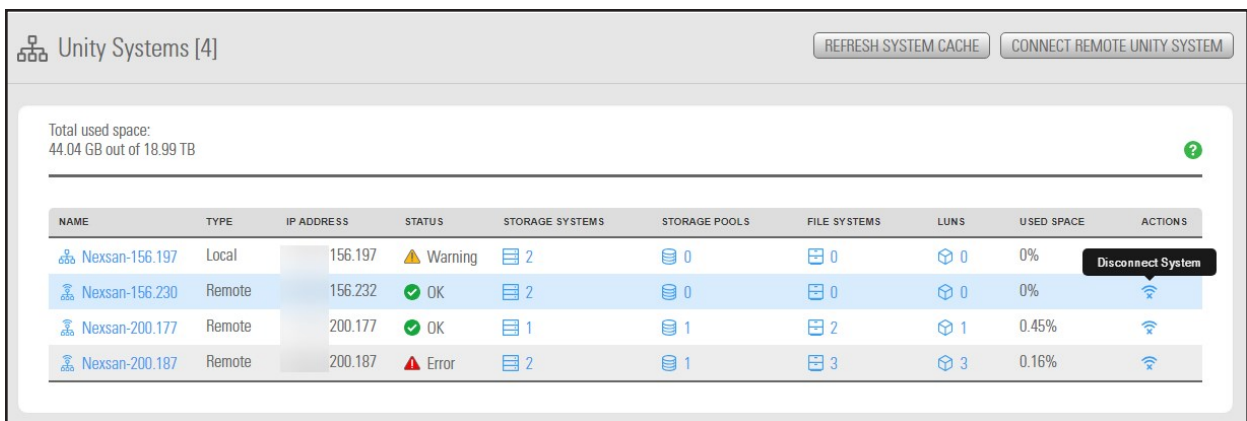 Unity Systems [4]
REFRESH SYSTEM CACHE
CONNECT REMOTE UNITY SYSTEM
Total used space:
44.04 GB out of 18.99 TB
?
NAME TYPE IP ADDRESS STATUS STORAGE SYSTEMS STORAGE POOLS FILE SYSTEMS LUNS USED SPACE ACTIONS
Nexsan-156.197 Local 156.197 Warning 2 0 0 0 0%
Disconnect System
Nexsan-156.230 Remote 156.232 OK 2 0 0 0 0%
Nexsan-200.177 Remote 200.177 OK 1 1 2 1 0.45%
Nexsan-200.187 Remote 200.187 Error 2 1 3 3 0.16%